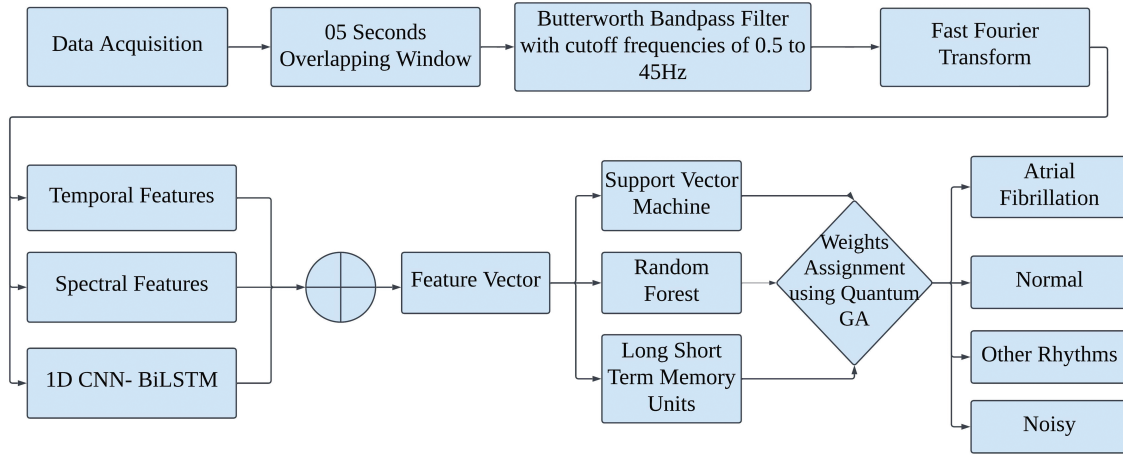 Data Acquisition
05 Seconds
Overlapping Window
Butterworth Bandpass Filter
with cutoff frequencies of 0.5 to
45Hz
Fast Fourier
Transform
Temporal Features
Spectral Features
1D CNN- BiLSTM
Feature Vector
Support Vector
Machine
Random
Forest
Long Short
Term Memory
Units
Weights
Assignment
using Quantum
GA
Atrial
Fibrillation
Normal
Other Rhythms
Noisy